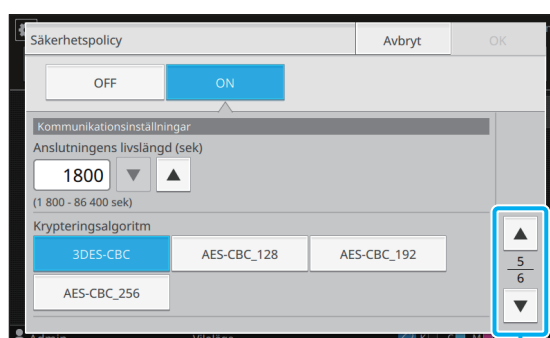 Säkerhetspolicy Avbryt OK
OFF ON
Kommunikationsinställningar
Anslutningens livslängd (sek)
1800
(1 800 - 86 400 sek)
Krypteringsalgoritm
3DES-CBC AES-CBC_128 AES-CBC_192
5
6
AES-CBC_256
Admin